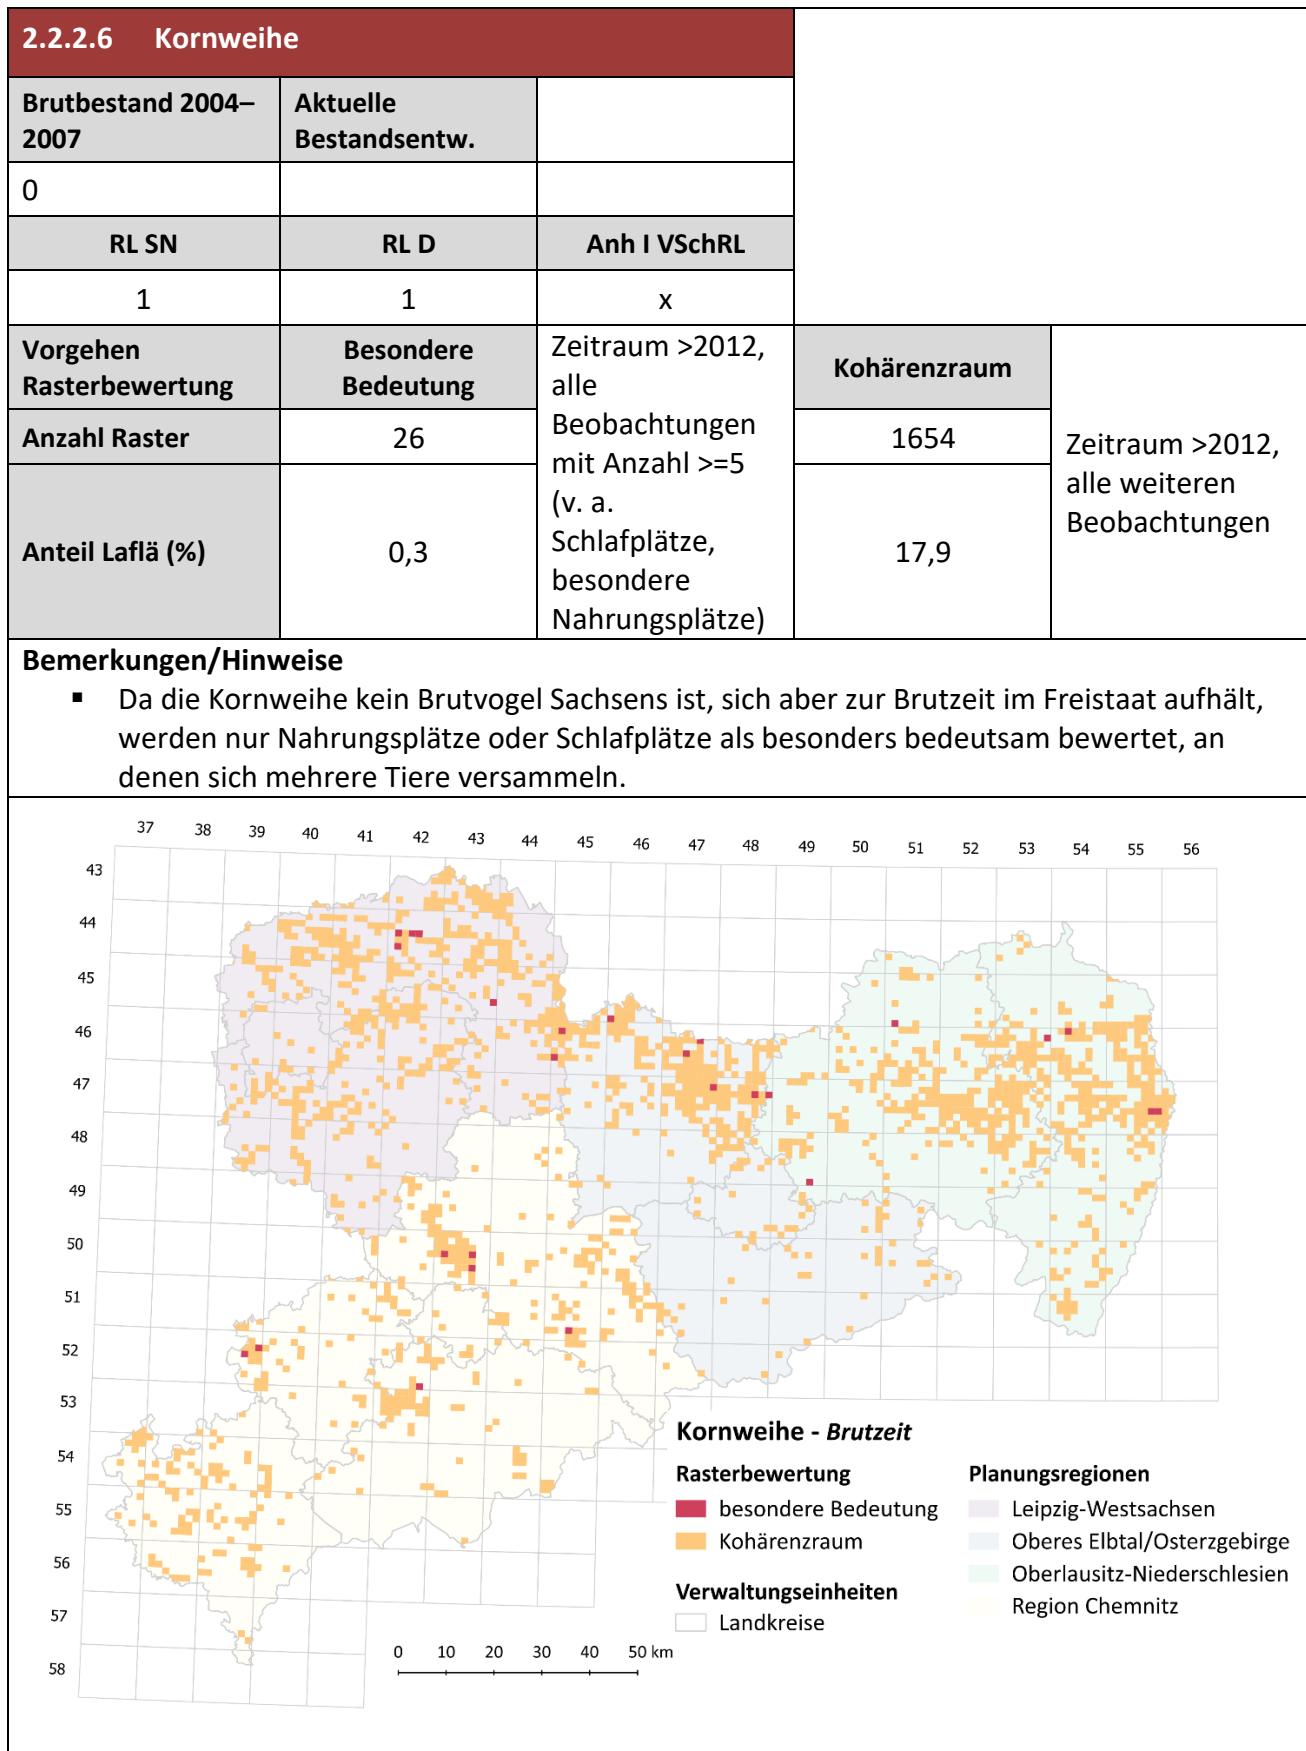 2.2.2.6 Kornweihe
Brutbestand 2004–
2007
Aktuelle
Bestandsentw.
0
RL SN
RL D
Anh I VSchRL
1
1
x
Vorgehen
Rasterbewertung
Besondere
Bedeutung
Zeitraum >2012,
alle
Beobachtungen
mit Anzahl >=5
(v. a.
Schlafplätze,
besondere
Nahrungsplätze)
Kohärenzraum
Zeitraum >2012,
alle weiteren
Beobachtungen
Anzahl Raster
26
1654
Anteil Laflä (%)
0,3
17,9
Bemerkungen/Hinweise
▪ Da die Kornweihe kein Brutvogel Sachsens ist, sich aber zur Brutzeit im Freistaat aufhält,
werden nur Nahrungsplätze oder Schlafplätze als besonders bedeutsam bewertet, an
denen sich mehrere Tiere versammeln.
37 38 39 40 41 42 43 44 45 46 47 48 49 50 51 52 53 54 55 56
43
44
45
46
47
48
49
50
51
52
53
54
55
56
57
58
Kornweihe - Brutzeit
Rasterbewertung
besondere Bedeutung
Kohärenzraum
Verwaltungseinheiten
Landkreise
Planungsregionen
Leipzig-Westsachsen
Oberes Elbtal/Osterzgebirge
Oberlausitz-Niederschlesien
Region Chemnitz
0 10 20 30 40 50 km